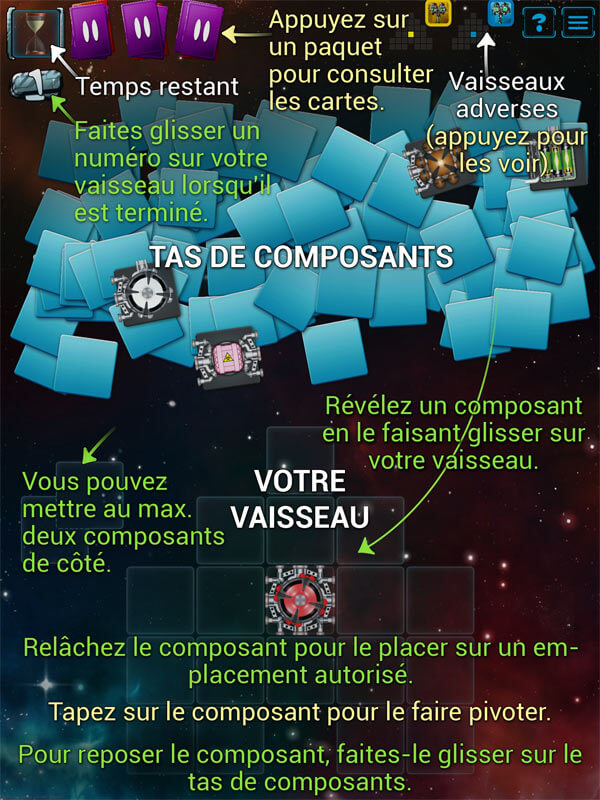 Appuyez sur
un paquet
pour consulter
les cartes.
?
Temps restant
Vaisseaux
adverses
(appuyez pour
les voir).
1
Faites glisser un
numéro sur votre
vaisseau lorsqu'il
est terminé.
TAS DE COMPOSANTS
Révélez un composant
en le faisant glisser sur
votre vaisseau.
Vous pouvez
mettre au max.
deux composants
de côté.
VOTRE
VAISSEAU
Relâchez le composant pour le placer sur un em-
placement autorisé.
Tapez sur le composant pour le faire pivoter.
Pour reposer le composant, faites-le glisser sur le
tas de composants.